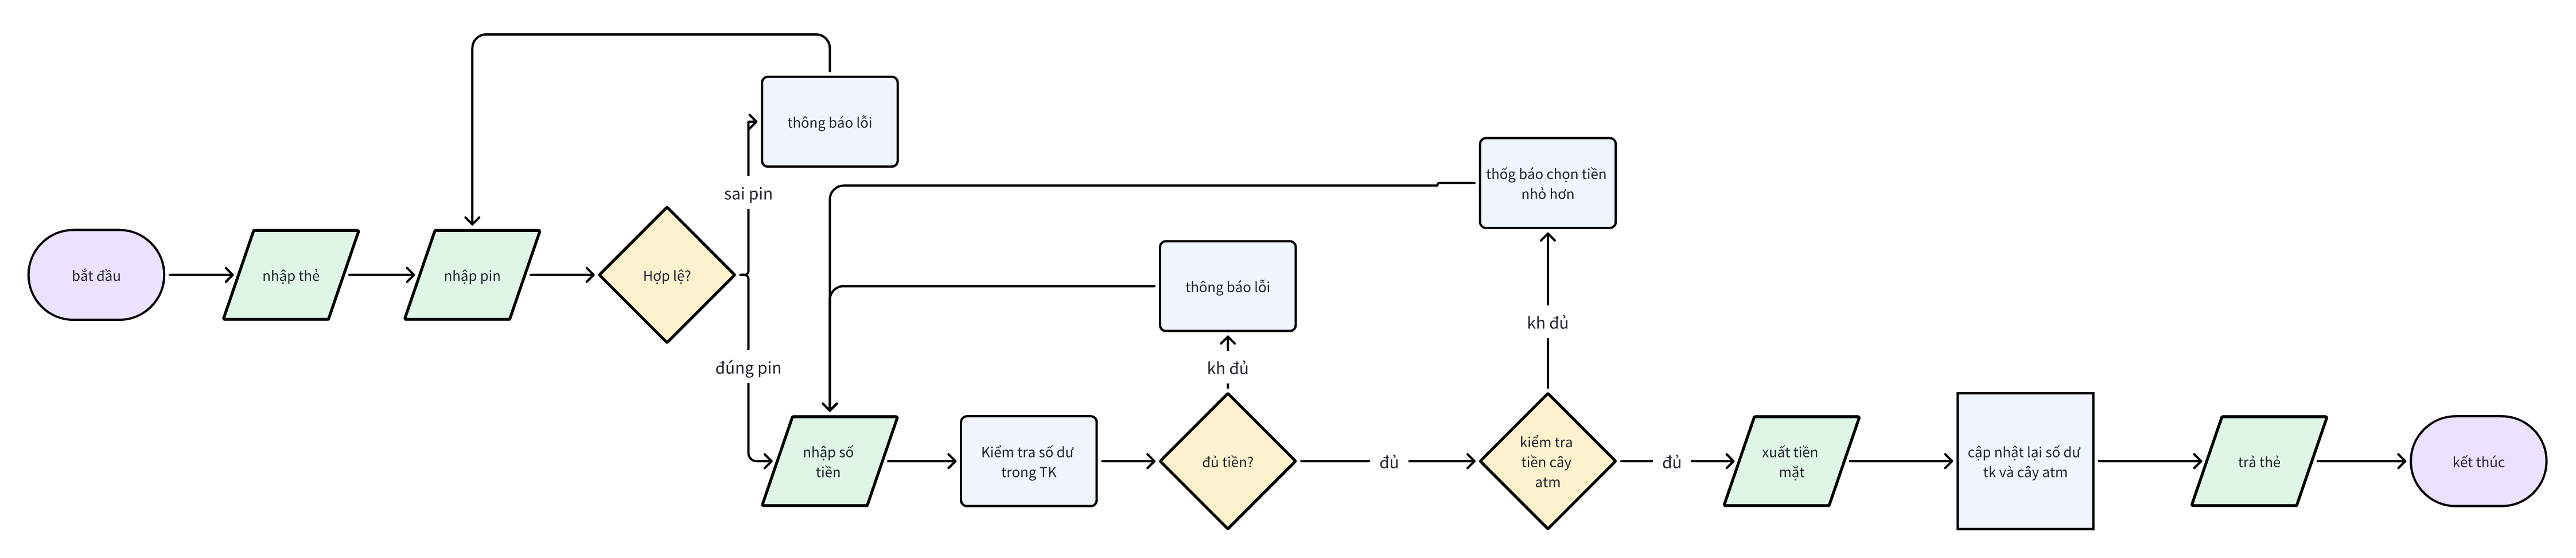 thông báo lỗi
sai pin
thốg báo chọn tiền
nhỏ hơn
bắt đầu
nhập thẻ
nhập pin
Hợp lệ?
thông báo lỗi
kh đủ
đúng pin
kh đủ
nhập số
tiền
Kiểm tra số dư
trong TK
đủ tiền?
đủ
kiểm tra
tiền cây
atm
đủ
xuất tiền
mặt
cập nhật lại số dư
tk và cây atm
trả thẻ
kết thúc